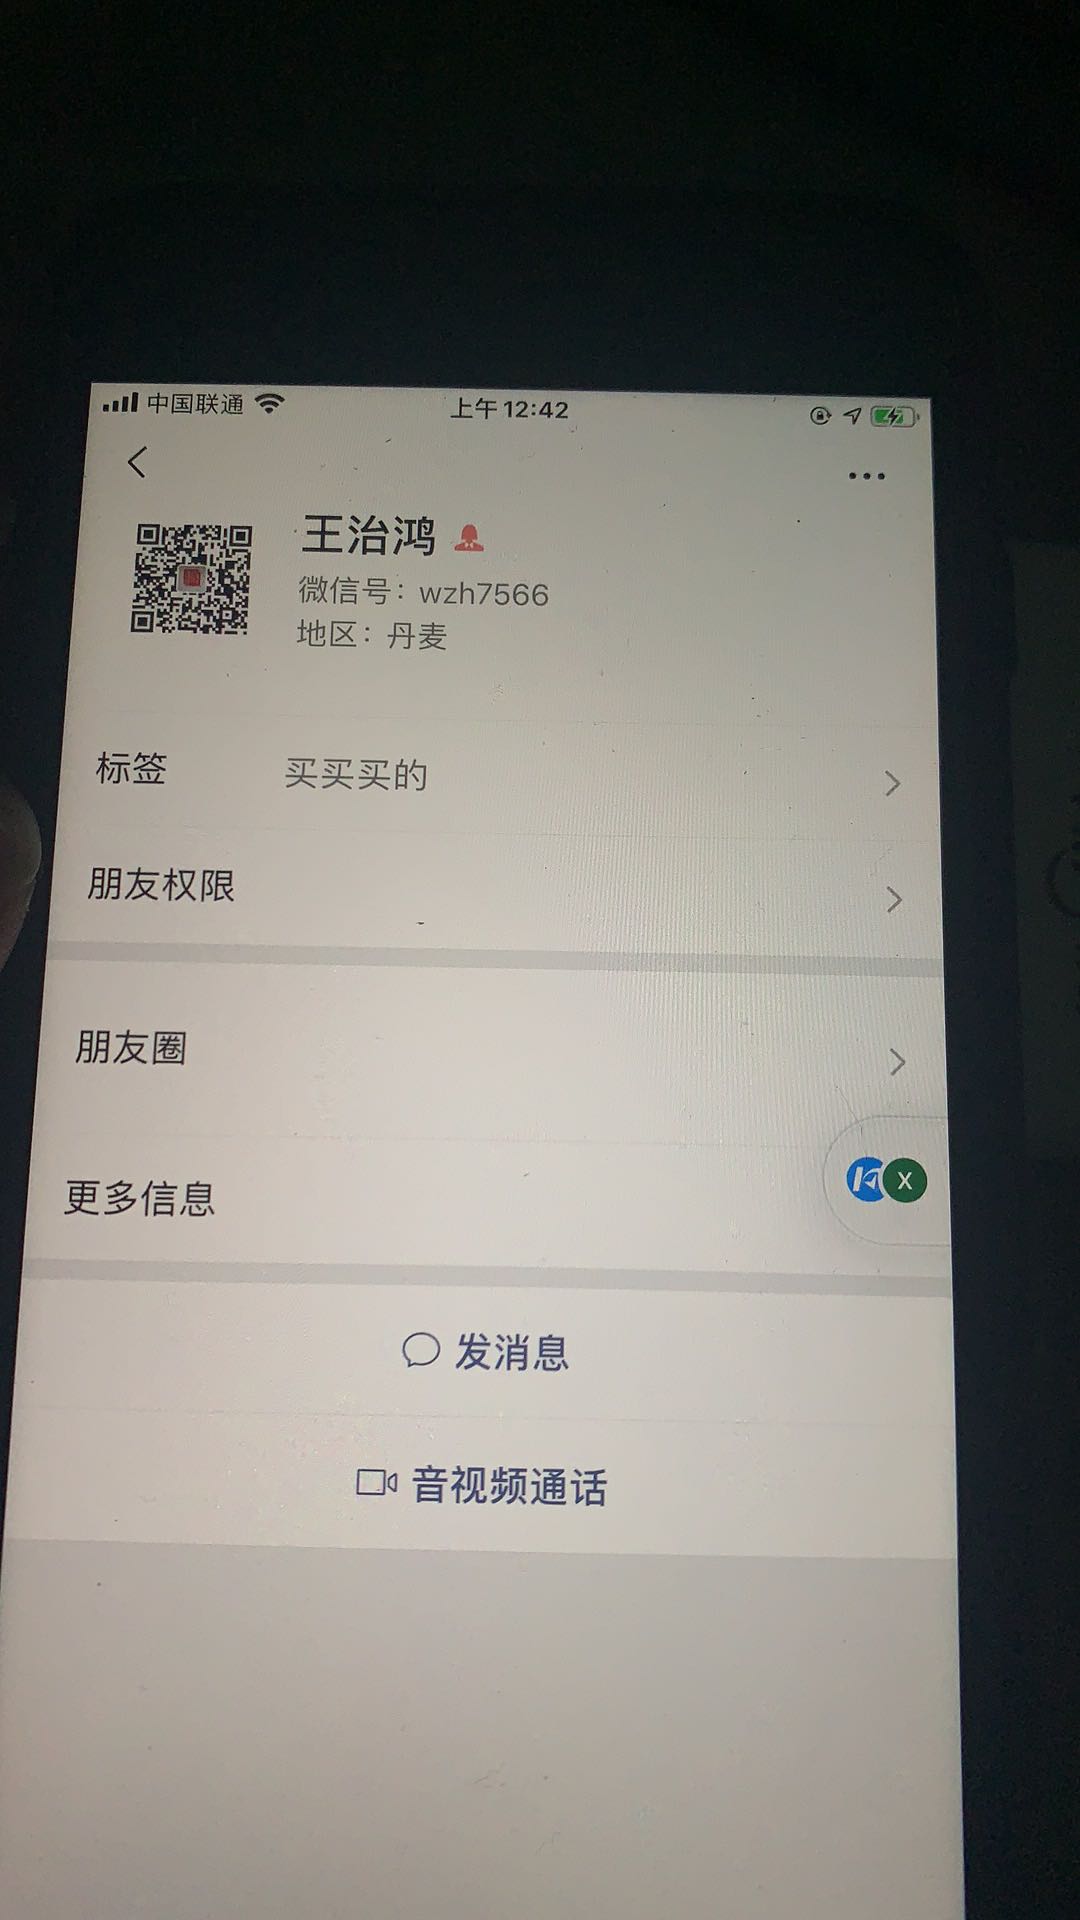 中国联通 上午12:42
王治鸿
微信号：wzh7566
地区：丹麦
标签 买买买的
朋友权限
朋友圈
更多信息
X
发消息
音视频通话